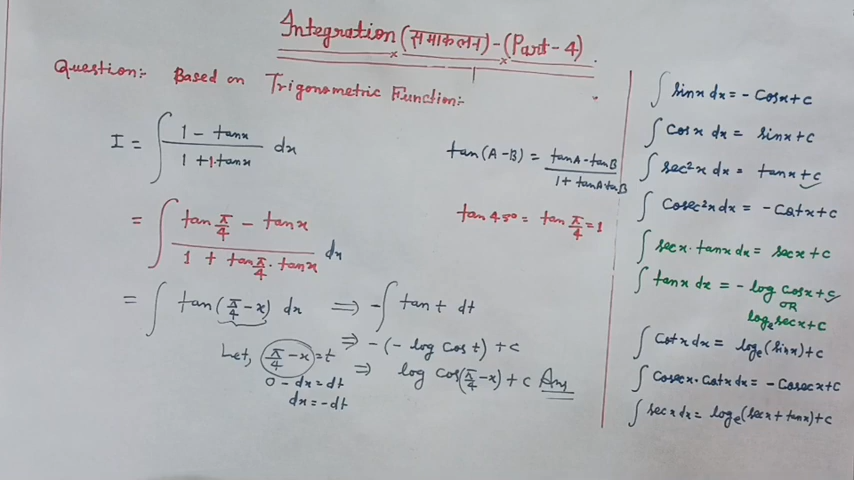 Integration (समाकलन) - (Part - 4).
Question:- Based on Trigonometric Function:-
I = ∫ (1 - tanx)/(1 + 1·tanx) dx
tan(A - B) = (tanA - tanB)/(1 + tanA tanB)
= ∫ (tan π/4 - tanx)/(1 + tan π/4 · tanx) dx
tan 45° = tan π/4 = 1
= ∫ tan(π/4 - x) dx ⇒ -∫ tan t dt
Let, π/4 - x = t
0 - dx = dt
dx = -dt
⇒ - (- log cos t) + c
⇒ log cos(π/4 - x) + c Ans
∫ sinx dx = - Cosx + c
∫ Cosx dx = sinx + c
∫ sec²x dx = tanx + c
∫ Cosec²x dx = - Cotx + c
∫ secx · tanx dx = secx + c
∫ tanx dx = - log cosx + c
OR
logₑ secx + c
∫ Cotx dx = logₑ(sinx) + c
∫ Cosecx · Cotx dx = - Cosecx + c
∫ secx dx = logₑ(secx + tanx) + c